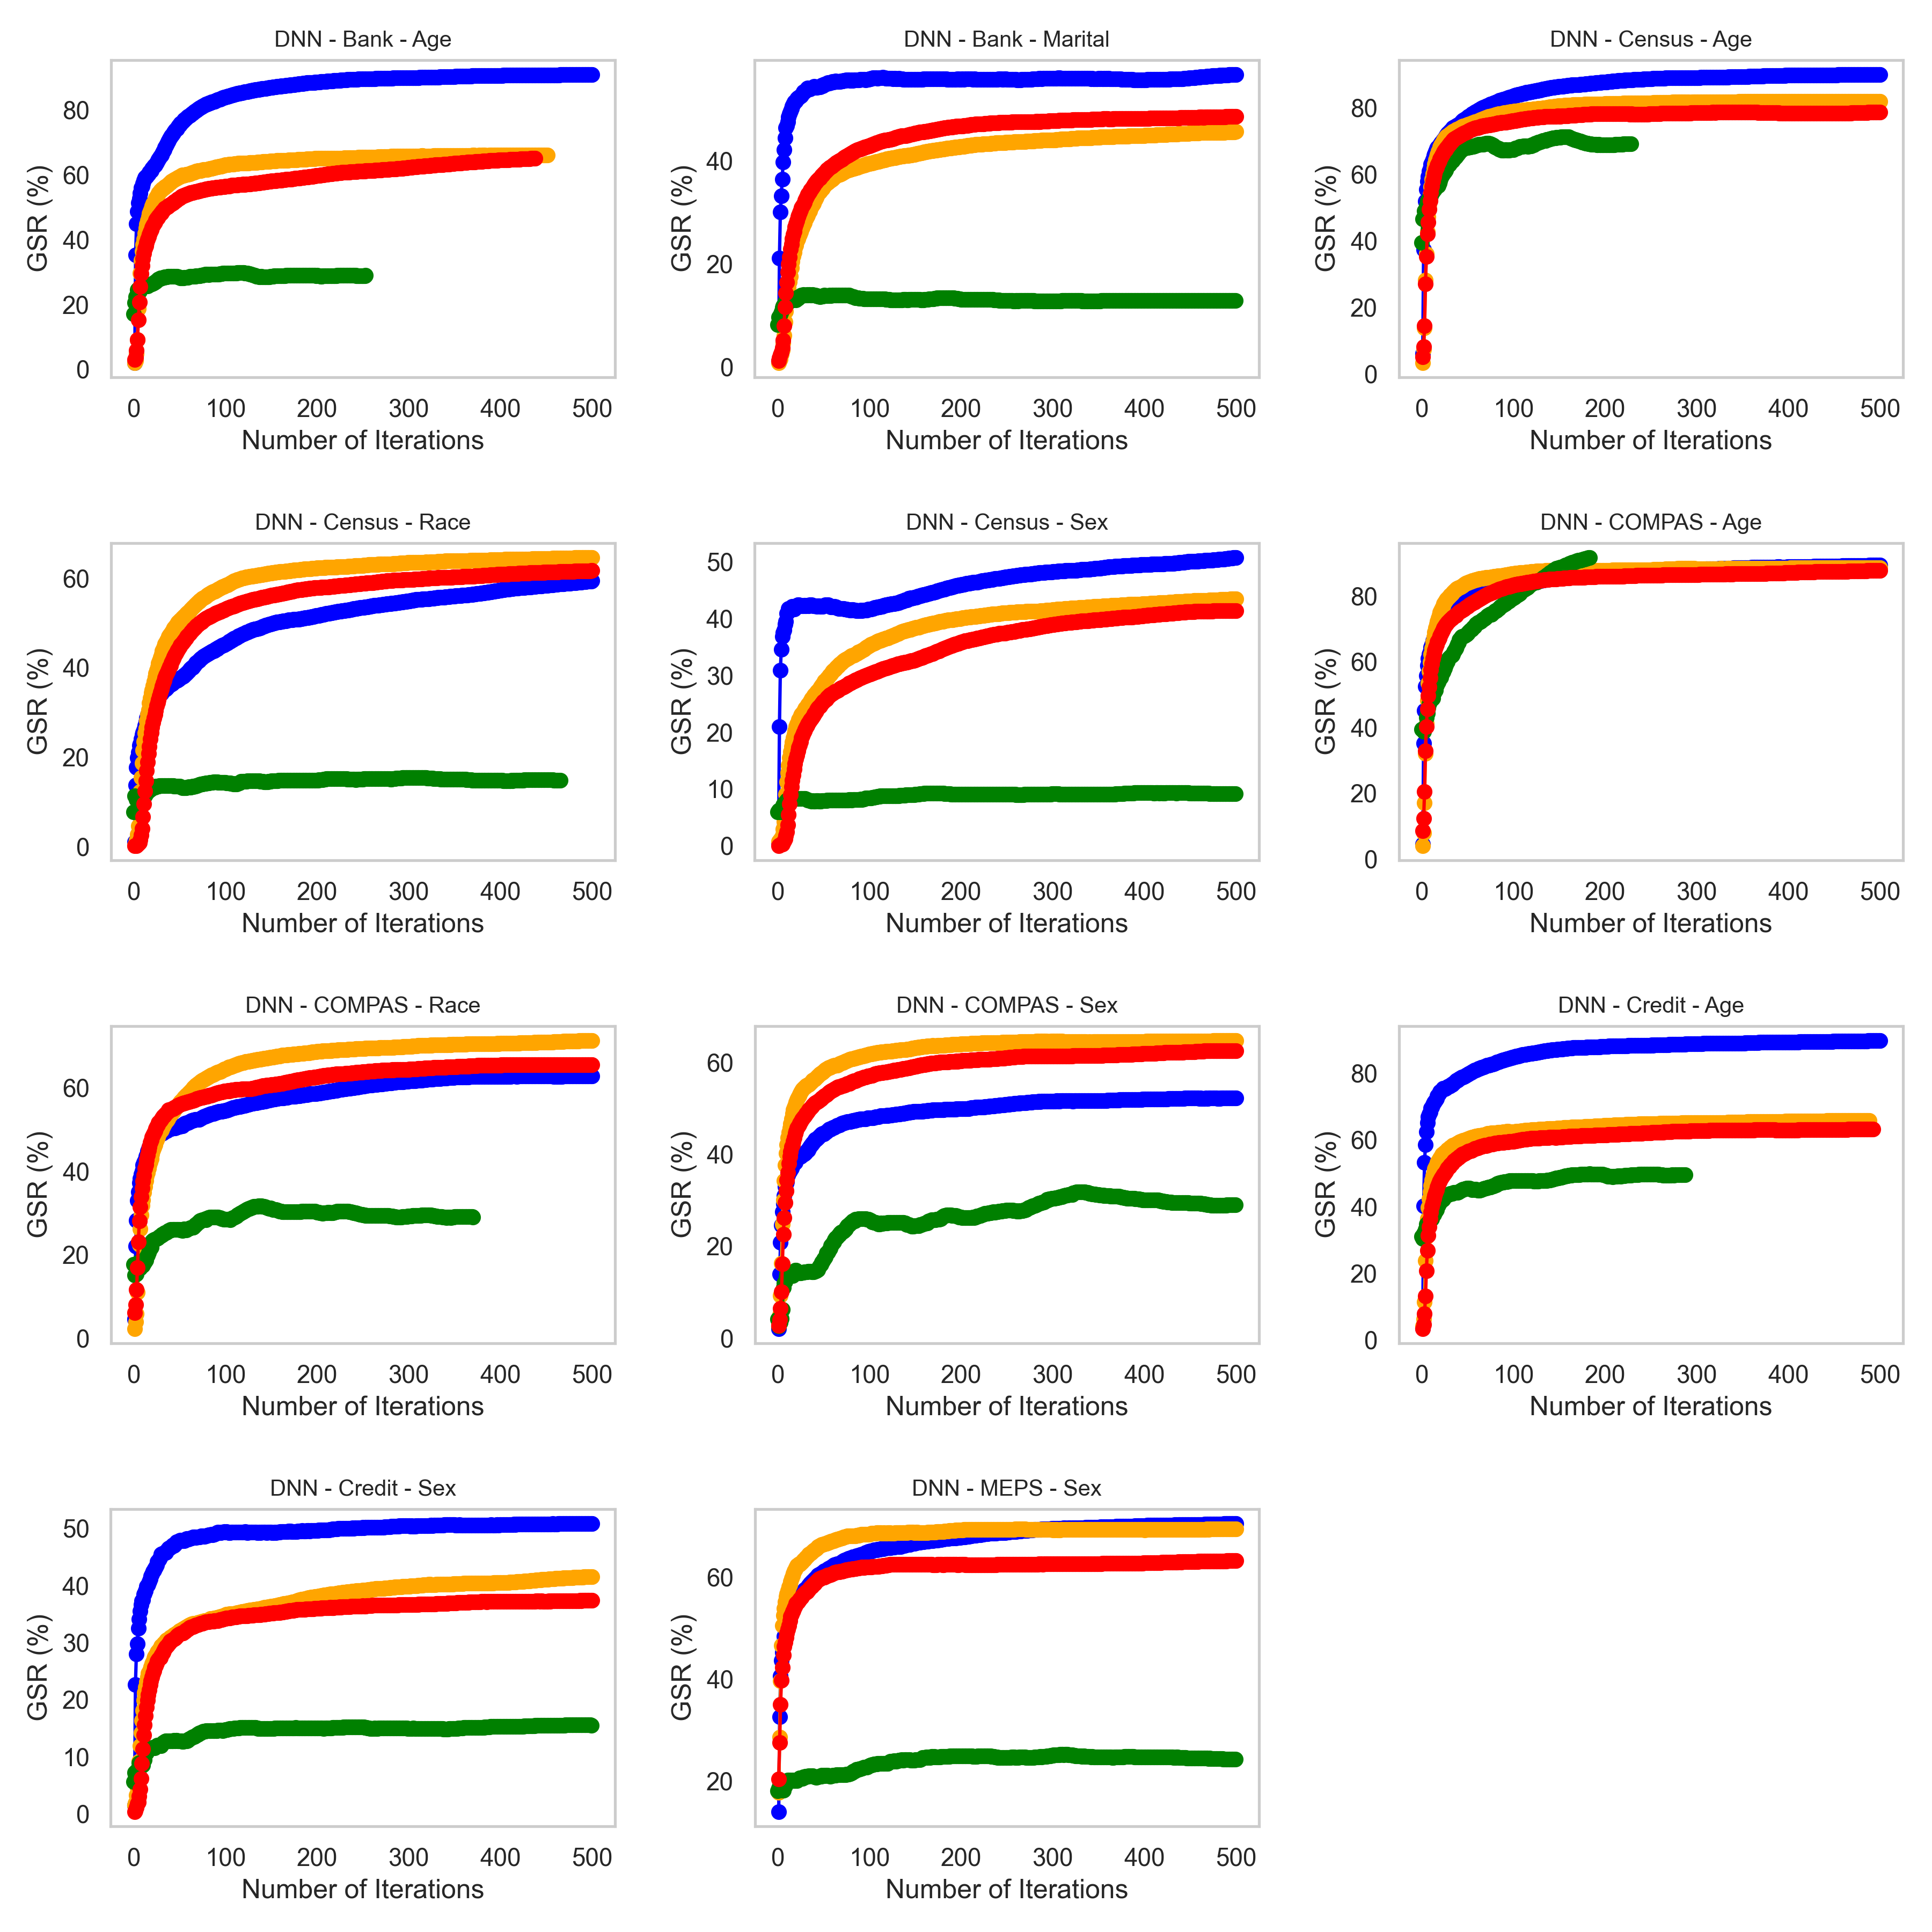 DNN - Bank - Age
DNN - Bank - Marital
DNN - Census - Age
GSR (%)
80
60
40
20
0
0 100 200 300 400 500
Number of Iterations
GSR (%)
40
20
0
0 100 200 300 400 500
Number of Iterations
GSR (%)
80
60
40
20
0
0 100 200 300 400 500
Number of Iterations
DNN - Census - Race
DNN - Census - Sex
DNN - COMPAS - Age
GSR (%)
60
40
20
0
0 100 200 300 400 500
Number of Iterations
GSR (%)
50
40
30
20
10
0
0 100 200 300 400 500
Number of Iterations
GSR (%)
80
60
40
20
0
0 100 200 300 400 500
Number of Iterations
DNN - COMPAS - Race
DNN - COMPAS - Sex
DNN - Credit - Age
GSR (%)
60
40
20
0
0 100 200 300 400 500
Number of Iterations
GSR (%)
60
40
20
0
0 100 200 300 400 500
Number of Iterations
GSR (%)
80
60
40
20
0
0 100 200 300 400 500
Number of Iterations
DNN - Credit - Sex
DNN - MEPS - Sex
GSR (%)
50
40
30
20
10
0
0 100 200 300 400 500
Number of Iterations
GSR (%)
60
40
20
0 100 200 300 400 500
Number of Iterations